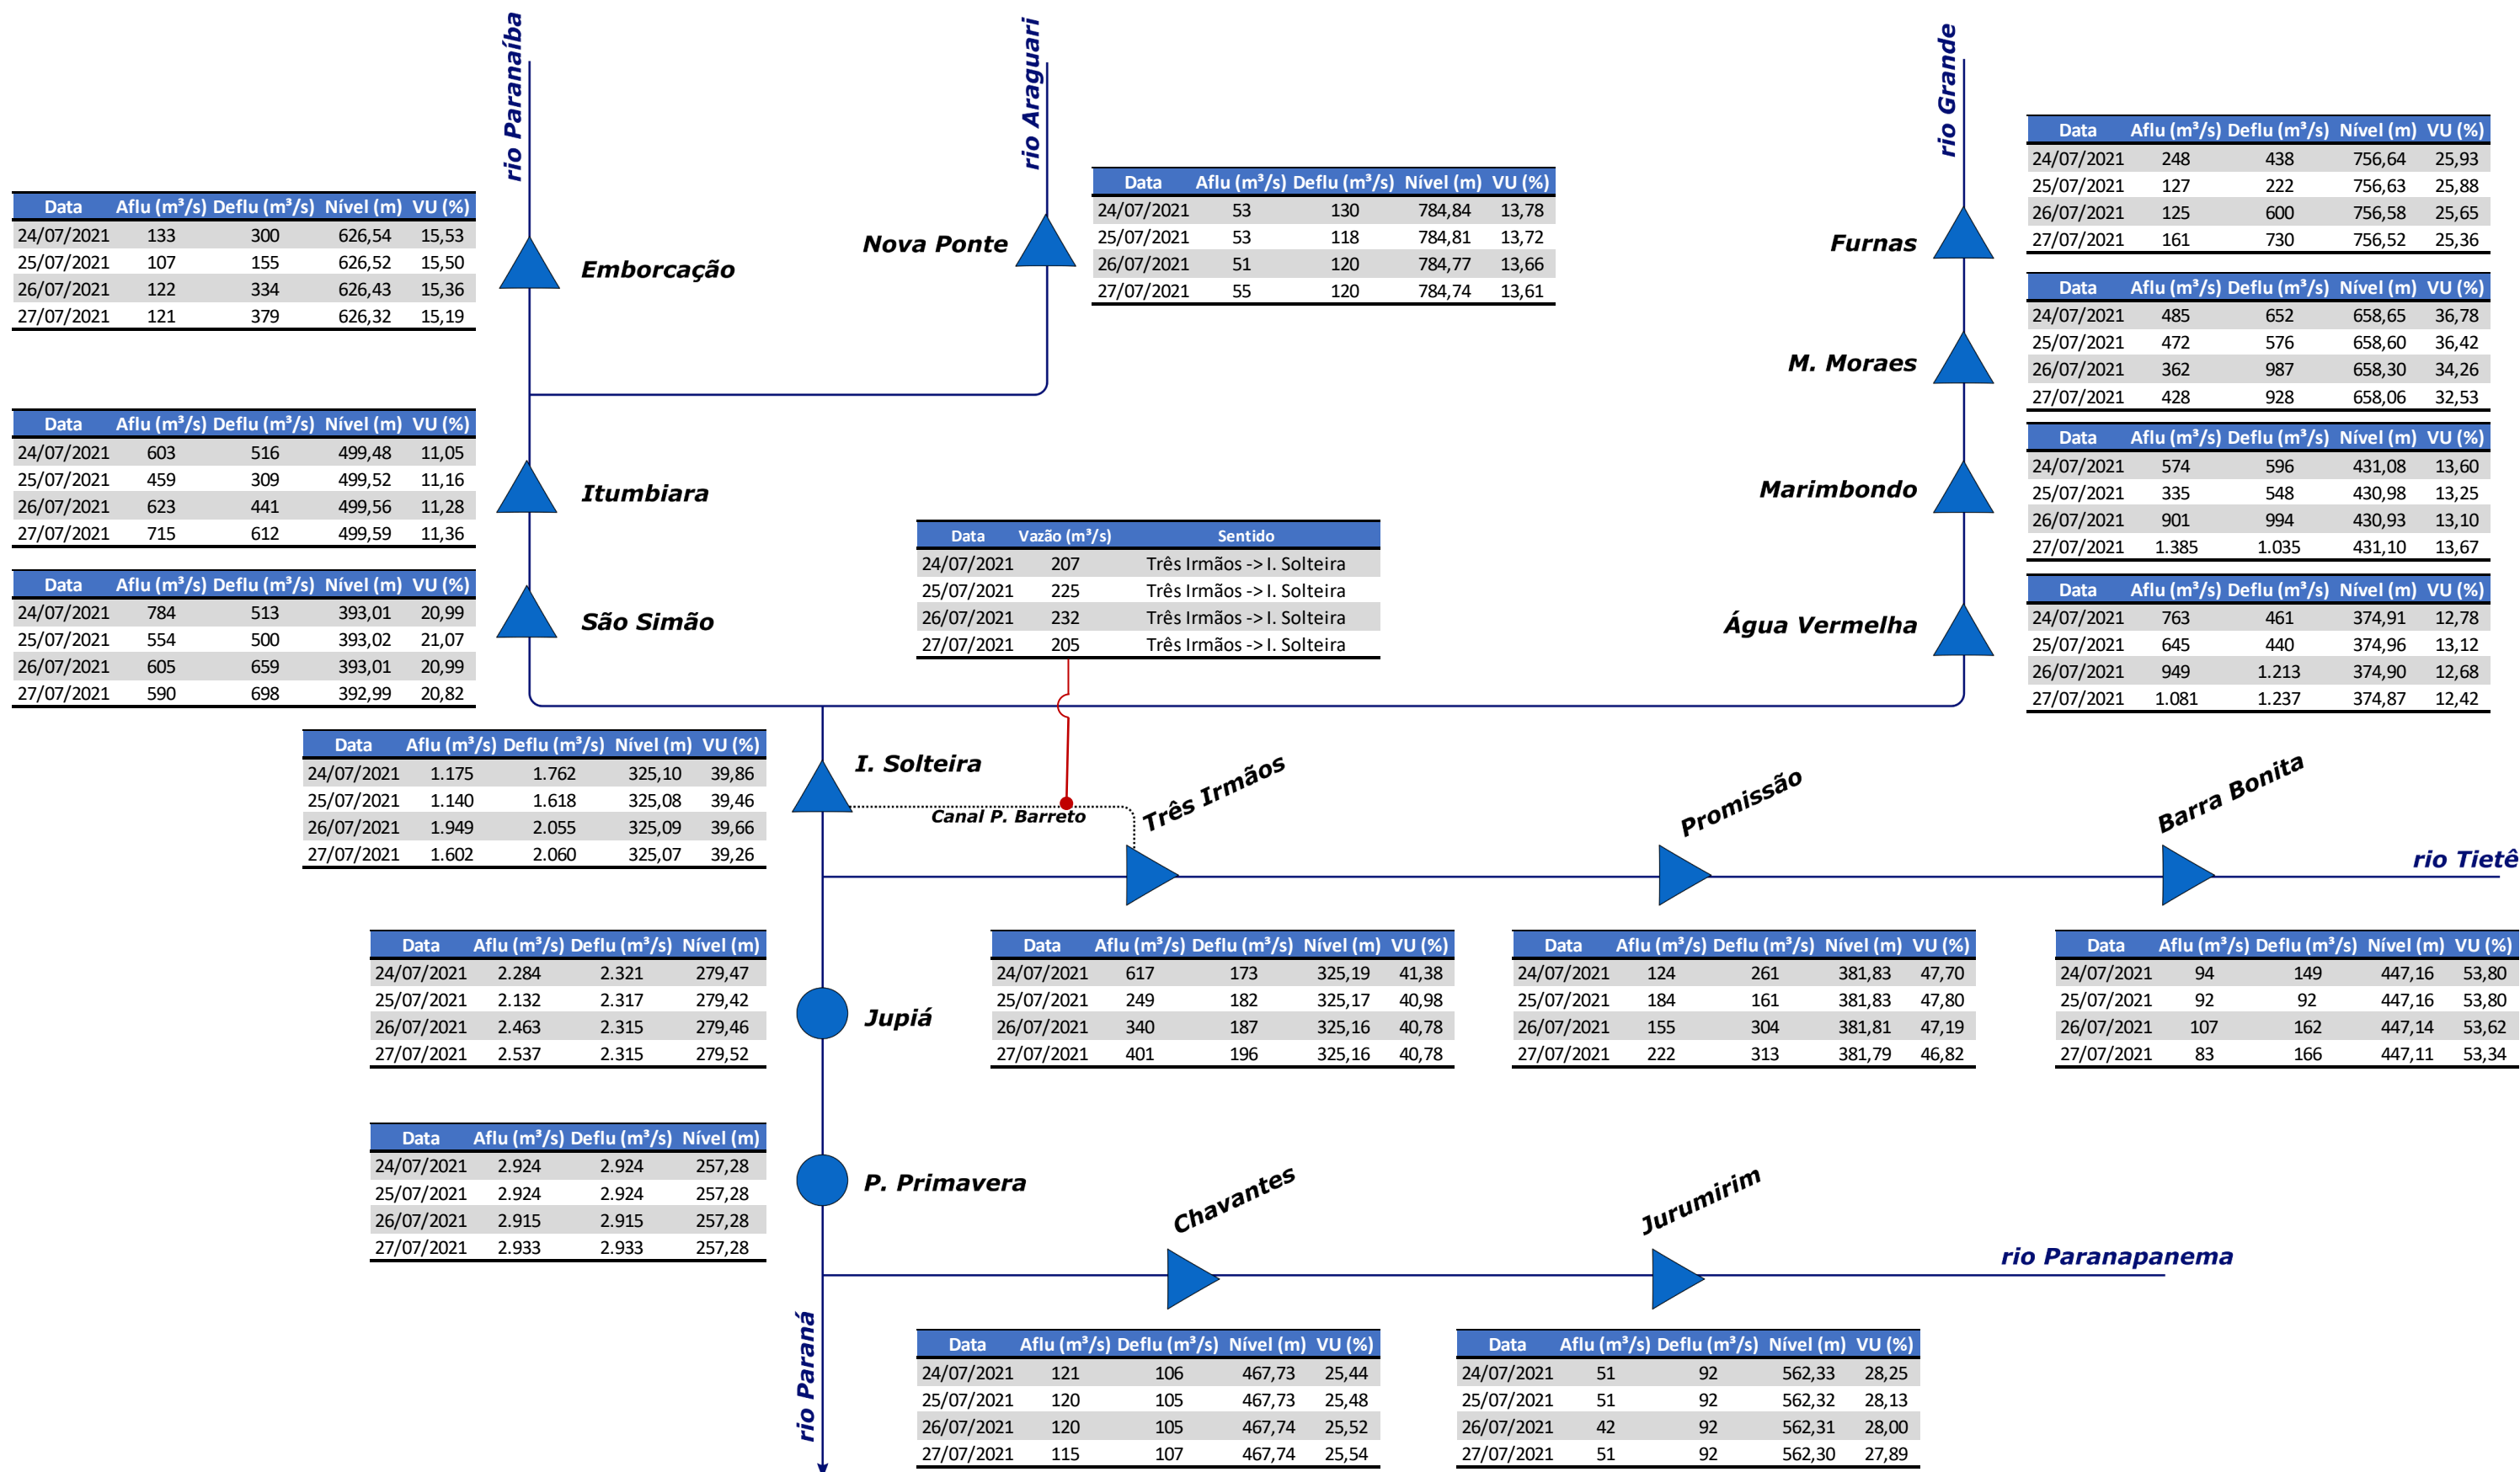 rio Paranaíba
rio Araguari
rio Grande
Data Aflu (m³/s) Deflu (m³/s) Nível (m) VU (%)
24/07/2021 133 300 626,54 15,53
25/07/2021 107 155 626,52 15,50
26/07/2021 122 334 626,43 15,36
27/07/2021 121 379 626,32 15,19
Emborcação
Nova Ponte
Data Aflu (m³/s) Deflu (m³/s) Nível (m) VU (%)
24/07/2021 53 130 784,84 13,78
25/07/2021 53 118 784,81 13,72
26/07/2021 51 120 784,77 13,66
27/07/2021 55 120 784,74 13,61
Furnas
Data Aflu (m³/s) Deflu (m³/s) Nível (m) VU (%)
24/07/2021 248 438 756,64 25,93
25/07/2021 127 222 756,63 25,88
26/07/2021 125 600 756,58 25,65
27/07/2021 161 730 756,52 25,36
M. Moraes
Data Aflu (m³/s) Deflu (m³/s) Nível (m) VU (%)
24/07/2021 485 652 658,65 36,78
25/07/2021 472 576 658,60 36,42
26/07/2021 362 987 658,30 34,26
27/07/2021 428 928 658,06 32,53
Data Aflu (m³/s) Deflu (m³/s) Nível (m) VU (%)
24/07/2021 603 516 499,48 11,05
25/07/2021 459 309 499,52 11,16
26/07/2021 623 441 499,56 11,28
27/07/2021 715 612 499,59 11,36
Itumbiara
Marimbondo
Data Aflu (m³/s) Deflu (m³/s) Nível (m) VU (%)
24/07/2021 574 596 431,08 13,60
25/07/2021 335 548 430,98 13,25
26/07/2021 901 994 430,93 13,10
27/07/2021 1.385 1.035 431,10 13,67
Data Aflu (m³/s) Deflu (m³/s) Nível (m) VU (%)
24/07/2021 784 513 393,01 20,99
25/07/2021 554 500 393,02 21,07
26/07/2021 605 659 393,01 20,99
27/07/2021 590 698 392,99 20,82
São Simão
Data Vazão (m³/s) Sentido
24/07/2021 207 Três Irmãos -> I. Solteira
25/07/2021 225 Três Irmãos -> I. Solteira
26/07/2021 232 Três Irmãos -> I. Solteira
27/07/2021 205 Três Irmãos -> I. Solteira
Água Vermelha
Data Aflu (m³/s) Deflu (m³/s) Nível (m) VU (%)
24/07/2021 763 461 374,91 12,78
25/07/2021 645 440 374,96 13,12
26/07/2021 949 1.213 374,90 12,68
27/07/2021 1.081 1.237 374,87 12,42
Data Aflu (m³/s) Deflu (m³/s) Nível (m) VU (%)
24/07/2021 1.175 1.762 325,10 39,86
25/07/2021 1.140 1.618 325,08 39,46
26/07/2021 1.949 2.055 325,09 39,66
27/07/2021 1.602 2.060 325,07 39,26
I. Solteira
Canal P. Barreto
Três Irmãos
Promissão
Barra Bonita
rio Tietê
Data Aflu (m³/s) Deflu (m³/s) Nível (m)
24/07/2021 2.284 2.321 279,47
25/07/2021 2.132 2.317 279,42
26/07/2021 2.463 2.315 279,46
27/07/2021 2.537 2.315 279,52
Jupiá
Data Aflu (m³/s) Deflu (m³/s) Nível (m) VU (%)
24/07/2021 617 173 325,19 41,38
25/07/2021 249 182 325,17 40,98
26/07/2021 340 187 325,16 40,78
27/07/2021 401 196 325,16 40,78
Data Aflu (m³/s) Deflu (m³/s) Nível (m) VU (%)
24/07/2021 124 261 381,83 47,70
25/07/2021 184 161 381,83 47,80
26/07/2021 155 304 381,81 47,19
27/07/2021 222 313 381,79 46,82
Data Aflu (m³/s) Deflu (m³/s) Nível (m) VU (%)
24/07/2021 94 149 447,16 53,80
25/07/2021 92 92 447,16 53,80
26/07/2021 107 162 447,14 53,62
27/07/2021 83 166 447,11 53,34
Data Aflu (m³/s) Deflu (m³/s) Nível (m)
24/07/2021 2.924 2.924 257,28
25/07/2021 2.924 2.924 257,28
26/07/2021 2.915 2.915 257,28
27/07/2021 2.933 2.933 257,28
P. Primavera
Chavantes
Jurumirim
rio Paranapanema
rio Paraná
Data Aflu (m³/s) Deflu (m³/s) Nível (m) VU (%)
24/07/2021 121 106 467,73 25,44
25/07/2021 120 105 467,73 25,48
26/07/2021 120 105 467,74 25,52
27/07/2021 115 107 467,74 25,54
Data Aflu (m³/s) Deflu (m³/s) Nível (m) VU (%)
24/07/2021 51 92 562,33 28,25
25/07/2021 51 92 562,32 28,13
26/07/2021 42 92 562,31 28,00
27/07/2021 51 92 562,30 27,89